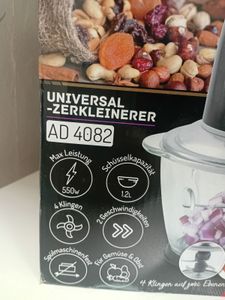 UNIVERSAL
-ZERKLEINERER
AD 4082
Max Leistung
550w
Schüsselkapazität
1.2L
4 Klingen
2 Geschwindigkeiten
Spülmaschinenfest
Für Gemüse & Obst
4 Klingen auf zwei Ebenen